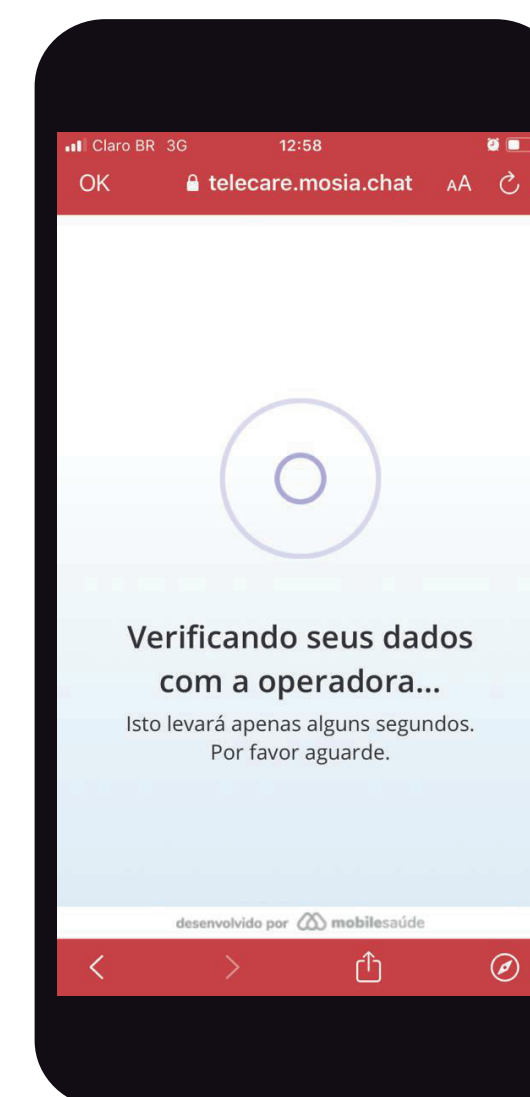 Claro BR 3G 12:58
OK telecare.mosia.chat AA
Verificando seus dados
com a operadora...
Isto levará apenas alguns segundos.
Por favor aguarde.
desenvolvido por mobilesaúde